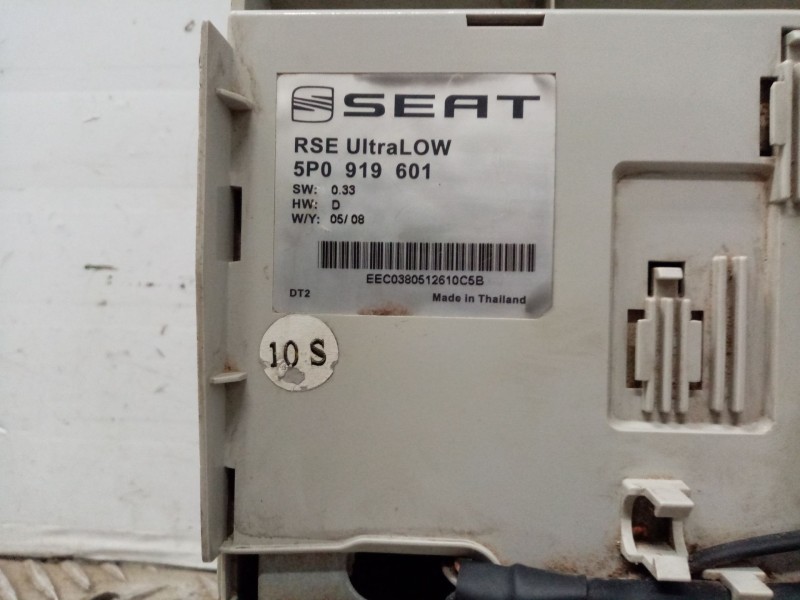 SEAT
RSE UltraLOW
5P0 919 601
SW: 0.33
HW: D
W/Y: 05/08
EEC0380512610C5B
DT2 Made in Thailand
10 S